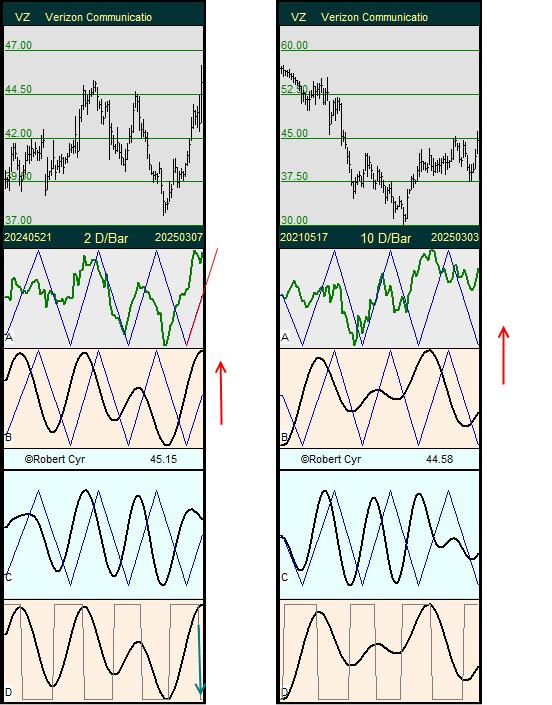 VZ Verizon Communicatio
47.00
44.50
42.00
39.50
37.00
20240521 2 D/Bar 20250307
A
B
©Robert Cyr 45.15
C
D
VZ Verizon Communicatio
60.00
52.50
45.00
37.50
30.00
20210517 10 D/Bar 20250303
A
B
©Robert Cyr 44.58
C
D